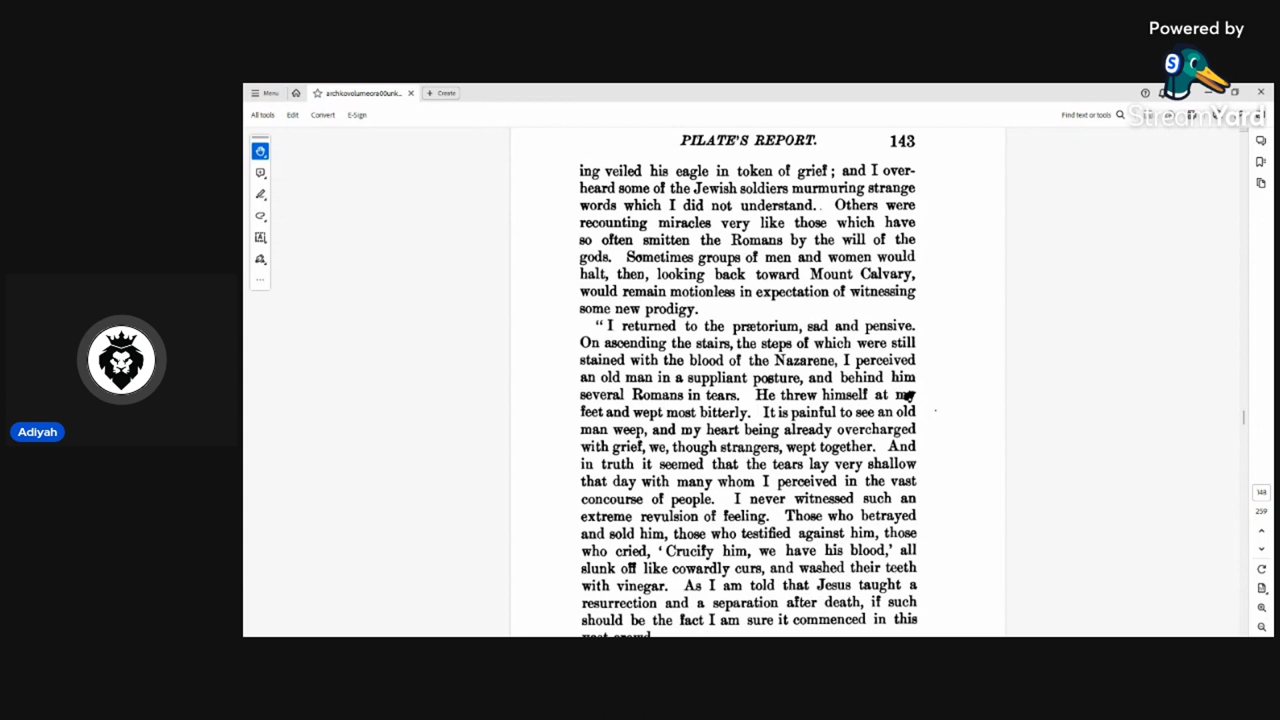 Powered by
StreamYard
Menu
archkovolumeora00unk...
Create
All tools
Edit
Convert
E-Sign
Find text or tools
PILATE'S REPORT. 143
ing veiled his eagle in token of grief; and I over-
heard some of the Jewish soldiers murmuring strange
words which I did not understand. Others were
recounting miracles very like those which have
so often smitten the Romans by the will of the
gods. Sometimes groups of men and women would
halt, then, looking back toward Mount Calvary,
would remain motionless in expectation of witnessing
some new prodigy.
"I returned to the prætorium, sad and pensive.
On ascending the stairs, the steps of which were still
stained with the blood of the Nazarene, I perceived
an old man in a suppliant posture, and behind him
several Romans in tears. He threw himself at my
feet and wept most bitterly. It is painful to see an old
man weep, and my heart being already overcharged
with grief, we, though strangers, wept together. And
in truth it seemed that the tears lay very shallow
that day with many whom I perceived in the vast
concourse of people. I never witnessed such an
extreme revulsion of feeling. Those who betrayed
and sold him, those who testified against him, those
who cried, 'Crucify him, we have his blood,' all
slunk off like cowardly curs, and washed their teeth
with vinegar. As I am told that Jesus taught a
resurrection and a separation after death, if such
should be the fact I am sure it commenced in this
vast crowd.
148
259
Adiyah